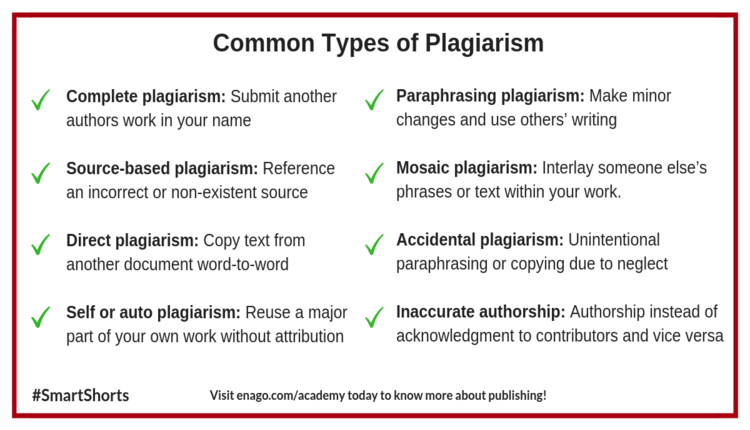 Common Types of Plagiarism
Complete plagiarism: Submit another
authors work in your name
Source-based plagiarism: Reference
an incorrect or non-existent source
Direct plagiarism: Copy text from
another document word-to-word
Self or auto plagiarism: Reuse a major
part of your own work without attribution
Paraphrasing plagiarism: Make minor
changes and use others’ writing
Mosaic plagiarism: Interlay someone else’s
phrases or text within your work.
Accidental plagiarism: Unintentional
paraphrasing or copying due to neglect
Inaccurate authorship: Authorship instead of
acknowledgment to contributors and vice versa
#SmartShorts
Visit enago.com/academy today to know more about publishing!